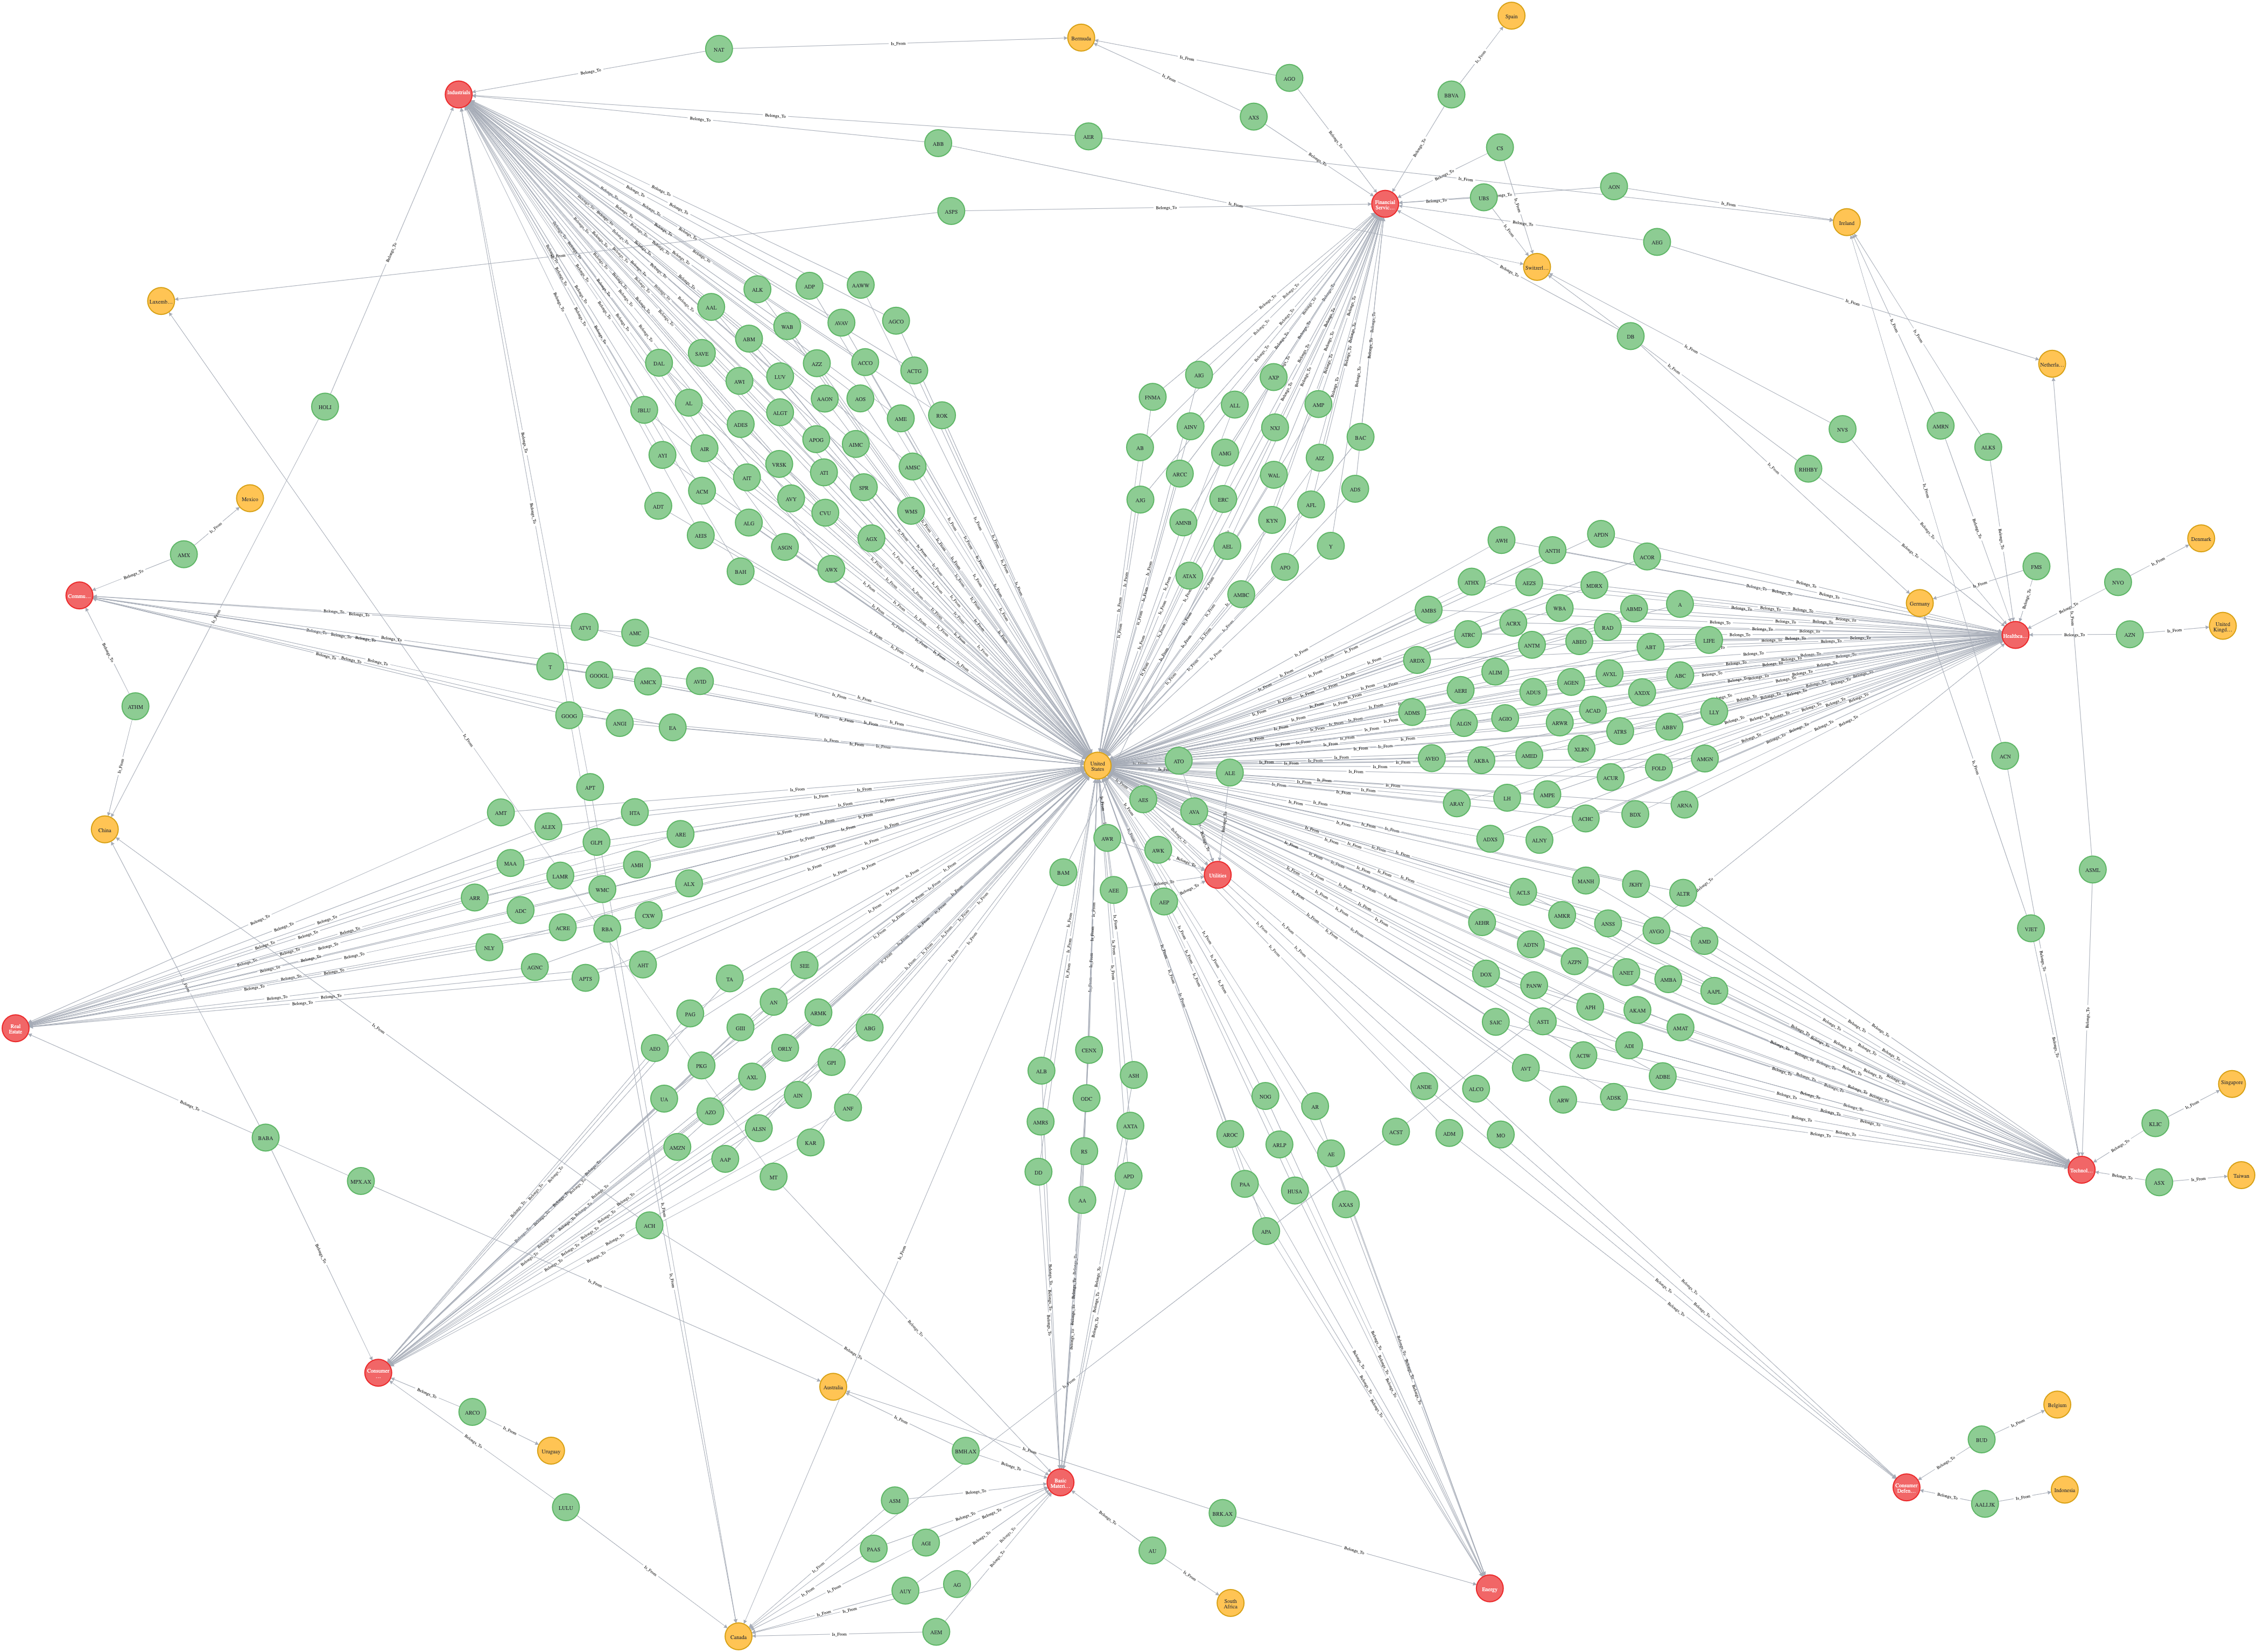 Spain
Bermuda
NAT
Is_From
Belongs_To
AGO
BBVA
Industrials
AXS
AER
ABB
CS
AON
UBS
Financial
Servic...
ASPS
Ireland
AEG
Switzerl...
Luxemb...
ALK
ADP
AAWW
AAL
AGCO
WAB
AVAV
ABM
DB
SAVE
DAL
AZZ
ACCO
ACTG
Netherla...
LUV
AWI
AIG
AXP
FNMA
AL
AAON
AOS
HOLI
JBLU
ALGT
AME
ROK
ALL
AMP
ADES
AINV
NXJ
AMRN
NVS
APOG
AIMC
BAC
AB
ALKS
AIR
AYI
AMG
AIZ
VRSK
ATI
AMSC
ARCC
WAL
RHHBY
AIT
SPR
ACM
ADS
Mexico
AVY
AJG
ERC
AFL
ADT
CVU
WMS
ALG
AMNB
KYN
AEIS
AGX
APDN
Denmark
AWH
ASGN
AEL
Y
ANTH
ACOR
AMX
BAH
AWX
APO
FMS
ATAX
NVO
ATHX
AEZS
MDRX
Comm...
AMBC
AMRS
WBA
ABMD
A
Germany
ATVI
AMC
ATRC
ACRX
RAD
United
Kingd...
Healthca...
AZN
ABEO
LIFE
ANTM
ABT
ARDX
T
GOOGL
AMCX
AVID
ALIM
AVXL
ABC
AERI
ADUS
AGEN
AXDX
ATHM
ADMS
ACAD
LLY
GOOG
ANGI
EA
ALGN
AGIO
ABWR
ATRS
ABBV
XLRN
AMED
United
States
ATO
AVEO
AKBA
AMGN
ACN
ALE
FOLD
ACUR
APT
AES
LH
AMPE
ARAY
ARNA
AMT
HTA
AVA
BDX
ACHC
China
ALEX
ARE
AWR
ADXS
ALNY
GLPI
AWK
MAA
AMH
BAM
Utilities
ASML
LAMR
ALX
WMC
AEE
MANH
JKHY
ALTR
ARR
AEP
ACLS
ADC
CXW
AMKR
AEHR
ANSS
ACRE
RBA
AVGO
VJET
NLY
ADTN
AMD
AGNC
AHT
SEE
AZPN
APTS
TA
DOX
ANET
AMBA
PANW
AAPL
AN
PAG
ARMK
APH
AKAM
Real
Estate
GIII
ABG
SAIC
ASTI
AMAT
AEO
ORLY
CENX
ACIW
ADI
PKG
GPI
ALB
ASH
AVT
ADBE
AXL
Singapore
UA
AIN
ODC
NOG
ANDE
ALCO
ADSK
AZO
ANF
AR
ARW
AMRS
AXTA
KLIC
ALSN
AROC
ACST
ADM
MO
BABA
AMZN
KAR
ARLP
AAP
RS
AE
Technol...
DD
MT
APD
Taiwan
MPX.AX
PAA
HUSA
ASX
AA
AXAS
ACH
APA
Consumer
...
Australia
Belgium
ARCO
BUD
Uruguay
BMH.AX
Basic
Materi...
Consumer
Defen...
Indonesia
ASM
AALI.JK
LULU
BRK.AX
PAAS
AGI
AU
AG
AUY
Energy
South
Africa
AEM
Canada